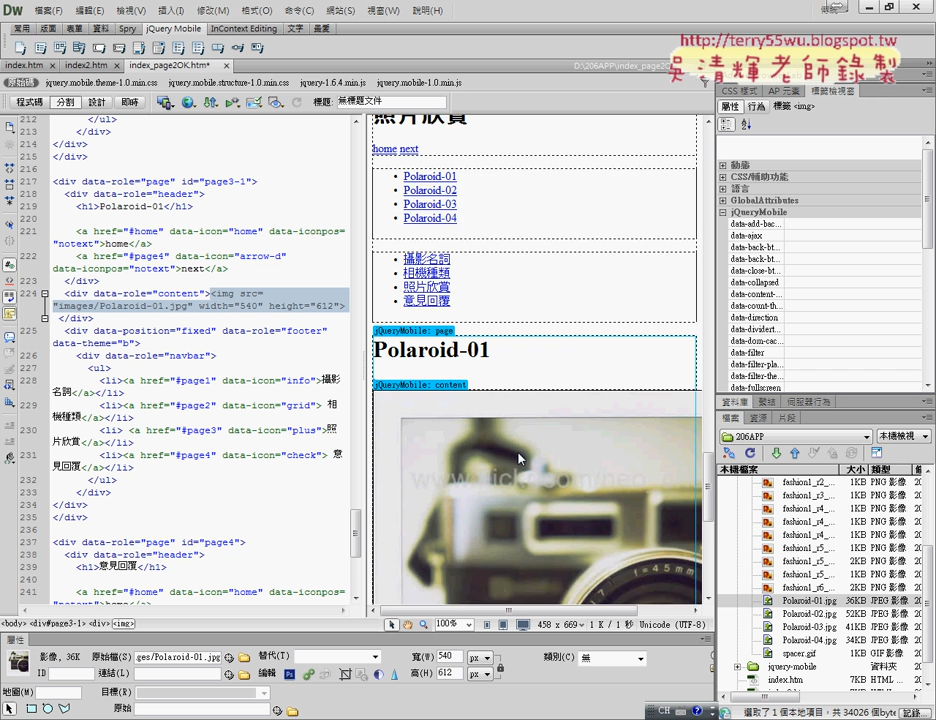 Dw 檔案(F) 編輯(E) 檢視(V) 插入(I) 修改(M) 格式(O) 命令(C) 網站(S) 視窗(W) 說明(H)
常用 版面 表單 資料 Spry jQuery Mobile InContext Editing 文字 我的最愛
http://terry55wu.blogspot.tw
吳清輝老師錄製
index.htm × index2.htm × index_page2OK.htm* ×
原始碼 jquery.mobile.theme-1.0.min.css jquery.mobile.structure-1.0.min.css jquery-1.6.4.min.js jquery.mobile-1.0.min.js
程式碼 分割 設計 即時 標題: 無標題文件
212 </ul>
213 </div>
214 </div>
215 </div>
216
217 <div data-role="page" id="page3-1">
218 <div data-role="header">
219 <h1>Polaroid-01</h1>
220
221 <a href="#home" data-icon="home" data-iconpos=
"notext">home</a>
222 <a href="#page4" data-icon="arrow-d"
data-iconpos="notext">next</a>
223 </div>
224 <div data-role="content"><img src=
"images/Polaroid-01.jpg" width="540" height="612">
</div>
225 <div data-position="fixed" data-role="footer"
data-theme="b">
226 <div data-role="navbar">
227 <ul>
228 <li><a href="#page1" data-icon="info">攝影
名詞</a></li>
229 <li><a href="#page2" data-icon="grid"> 相
機種類</a></li>
230 <li> <a href="#page3" data-icon="plus">照
片欣賞</a></li>
231 <li><a href="#page4" data-icon="check"> 意
見回覆</a></li>
232 </ul>
233 </div>
234 </div>
235 </div>
236
237 <div data-role="page" id="page4">
238 <div data-role="header">
239 <h1>意見回覆</h1>
240
241 <a href="#home" data-icon="home" data-iconpos=
"notext">home</a>
照片欣賞
home next
Polaroid-01
Polaroid-02
Polaroid-03
Polaroid-04
攝影名詞
相機種類
照片欣賞
意見回覆
jQueryMobile: page
Polaroid-01
jQueryMobile: content
f = 4 5 mm
CSS 樣式 AP 元素 標籤檢視窗
屬性 行為 標籤 <img>
動態
CSS/輔助功能
語言
GlobalAttributes
jQueryMobile
data-add-bac...
data-ajax
data-back-bt...
data-back-bt...
data-close-bt...
data-collapsed
data-content-...
data-count-th...
data-direction
data-dividert...
data-dom-cac...
data-filter
data-filter-pla...
data-filter-the...
data-fullscreen
資料庫 繫結 伺服器行為
檔案 資源 片段
206APP 本機檢視
本機檔案 大小 類型
fashion1_r2_... 1KB PNG 影像
fashion1_r3_... 1KB PNG 影像
fashion1_r4_... 1KB PNG 影像
fashion1_r4_... 1KB PNG 影像
fashion1_r5_... 1KB PNG 影像
fashion1_r5_... 2KB PNG 影像
fashion1_r5_... 1KB PNG 影像
fashion1_r6_... 1KB PNG 影像
Polaroid-01.jpg 36KB JPEG 影像
Polaroid-02.jpg 52KB JPEG 影像
Polaroid-03.jpg 41KB JPEG 影像
Polaroid-04.jpg 34KB JPEG 影像
spacer.gif 1KB GIF 影像
jquery-mobile 資料夾
index.htm 1KB HTML ...
選取了 1 個本機項目，共 34026 個byte 記錄...
<body> <div#page3-1> <div> <img>
100% 458 x 669 1 K / 1 秒 Unicode (UTF-8)
屬性
影像, 36K 原始檔(S) ges/Polaroid-01.jpg 替代(T) 寬(W) 540 px 類別(C) 無
ID 連結(L) 編輯 高(H) 612 px
地圖(M) 目標(R)
原始
CH